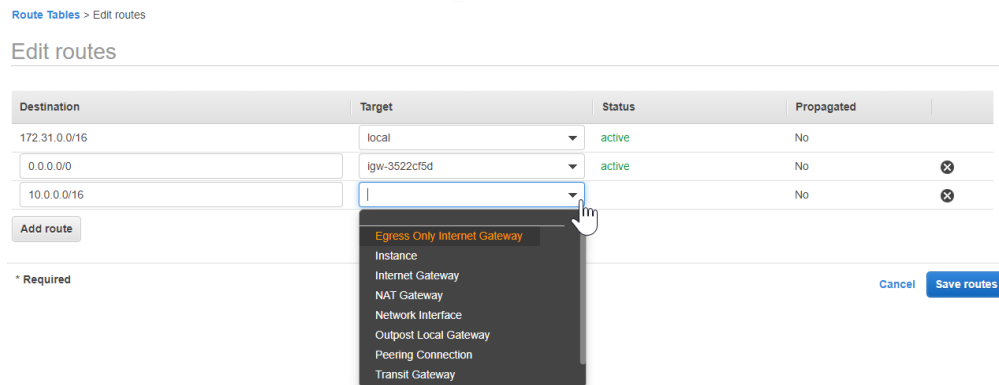 Route Tables > Edit routes
Edit routes
Destination Target Status Propagated
172.31.0.0/16 local active No
0.0.0.0/0 igw-3522cf5d active No
10.0.0.0/16 No
Add route
Egress Only Internet Gateway
Instance
Internet Gateway
NAT Gateway
Network Interface
Outpost Local Gateway
Peering Connection
Transit Gateway
* Required
Cancel Save routes